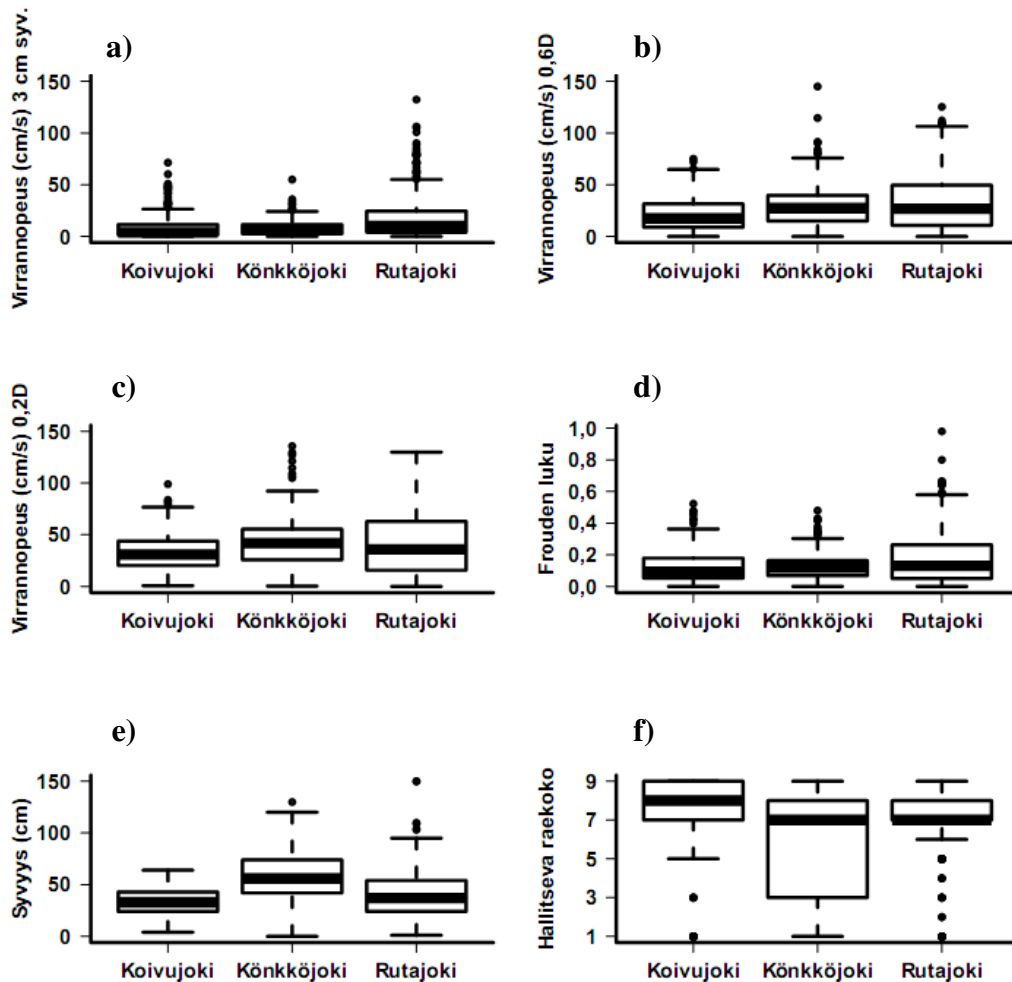 a)
Virrannopeus (cm/s) 3 cm syv.
150
100
50
0
Koivujoki Könkköjoki Rutajoki
b)
Virrannopeus (cm/s) 0,6D
150
100
50
0
Koivujoki Könkköjoki Rutajoki
c)
Virrannopeus (cm/s) 0,2D
150
100
50
0
Koivujoki Könkköjoki Rutajoki
d)
Frouden luku
1,0
0,8
0,6
0,4
0,2
0,0
Koivujoki Könkköjoki Rutajoki
e)
Syvyys (cm)
150
100
50
0
Koivujoki Könkköjoki Rutajoki
f)
Hallitseva raekoko
9
7
5
3
1
Koivujoki Könkköjoki Rutajoki